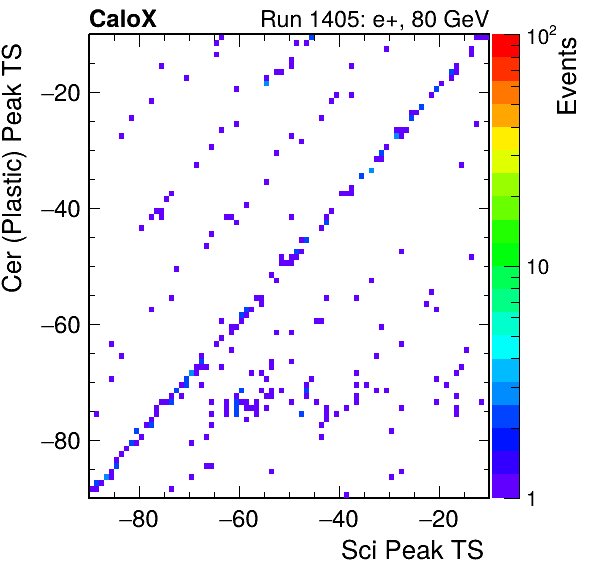 CaloX Run 1405: e+, 80 GeV
Cer (Plastic) Peak TS
−20
−40
−60
−80
−80 −60 −40 −20
Sci Peak TS
10²
10
1
Events